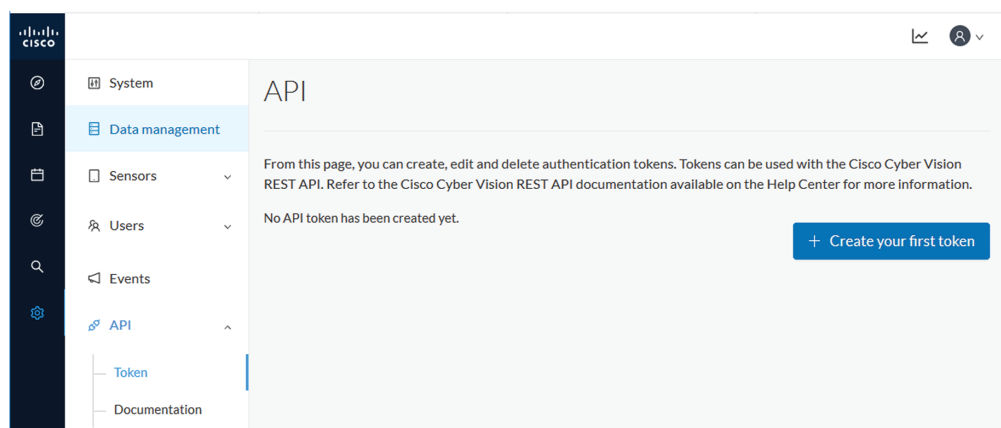 CISCO
System
Data management
Sensors
Users
Events
API
Token
Documentation
API
From this page, you can create, edit and delete authentication tokens. Tokens can be used with the Cisco Cyber Vision
REST API. Refer to the Cisco Cyber Vision REST API documentation available on the Help Center for more information.
No API token has been created yet.
+ Create your first token